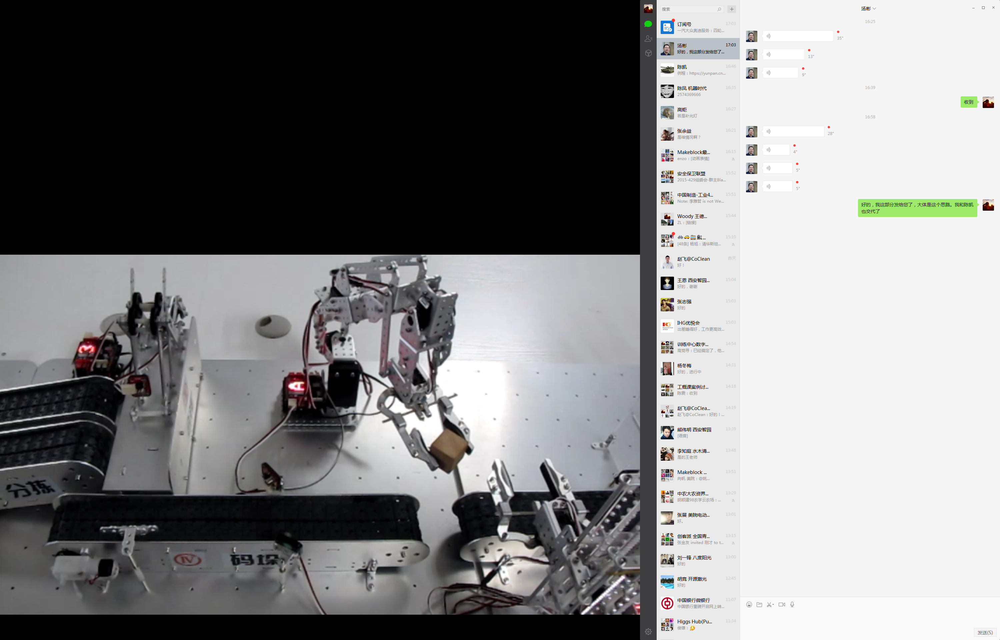 分拣
IV
码垛
搜索
订阅号
17:03
一汽大众奥迪服务：四轮...
汤彬
17:03
好的，我这部分发给您了...
陈凯
16:46
例程：https://yunpan.cn...
陈凤 机器时代
16:35
2574369666
高炬
16:27
若是补光灯
张余益
16:21
是啥情况啊？
Makeblock最...
16:15
enzo：[动画表情]
安全保卫联盟
15:52
2015-429组委会-群主Bla...
中国制造-工业4...
15:51
Note: 李雅哲 is not We...
Woody 王德...
15:44
ZL：[链接]
...
15:10
[48条] 杨旭：清华斯坦...
赵飞@CoClean
昨天
好！
王恩 西安智园...
15:04
好的，谢谢
张志强
15:03
好的
IHG优悦会
15:03
出差睡得好，工作更高效...
训练中心数字...
14:54
高党寻：已经搞定了，他...
杨冬梅
14:31
好的，进行中
工概课案例讨...
14:18
陈震：收到
赵飞@CoClea...
14:19
赵飞@CoClean：好的！...
熊伟明 西安智园
13:39
[语音]
李知庭 水木清...
13:48
是的王老师
Makeblock ...
13:51
向帆 美院：@姚...
中农大农资界...
13:29
胡顺建98农学云农场：...
张展 美院电动...
13:01
好。
创客派 全国青...
13:15
张金友 invited 刚才 to t...
刘一锋 八度阳光
13:00
好的
胡竞 开源激光
12:45
好的
中国银行微银行
11:07
中国银行重磅开启网上转...
Higgs Hub(Pu...
11:34
俊雄：
汤彬
16:25
35"
13"
9"
16:39
收到
16:58
28"
4"
5"
5"
好的，我这部分发给您了，大体是这个思路。我和陈凯
也交代了
发送(S)